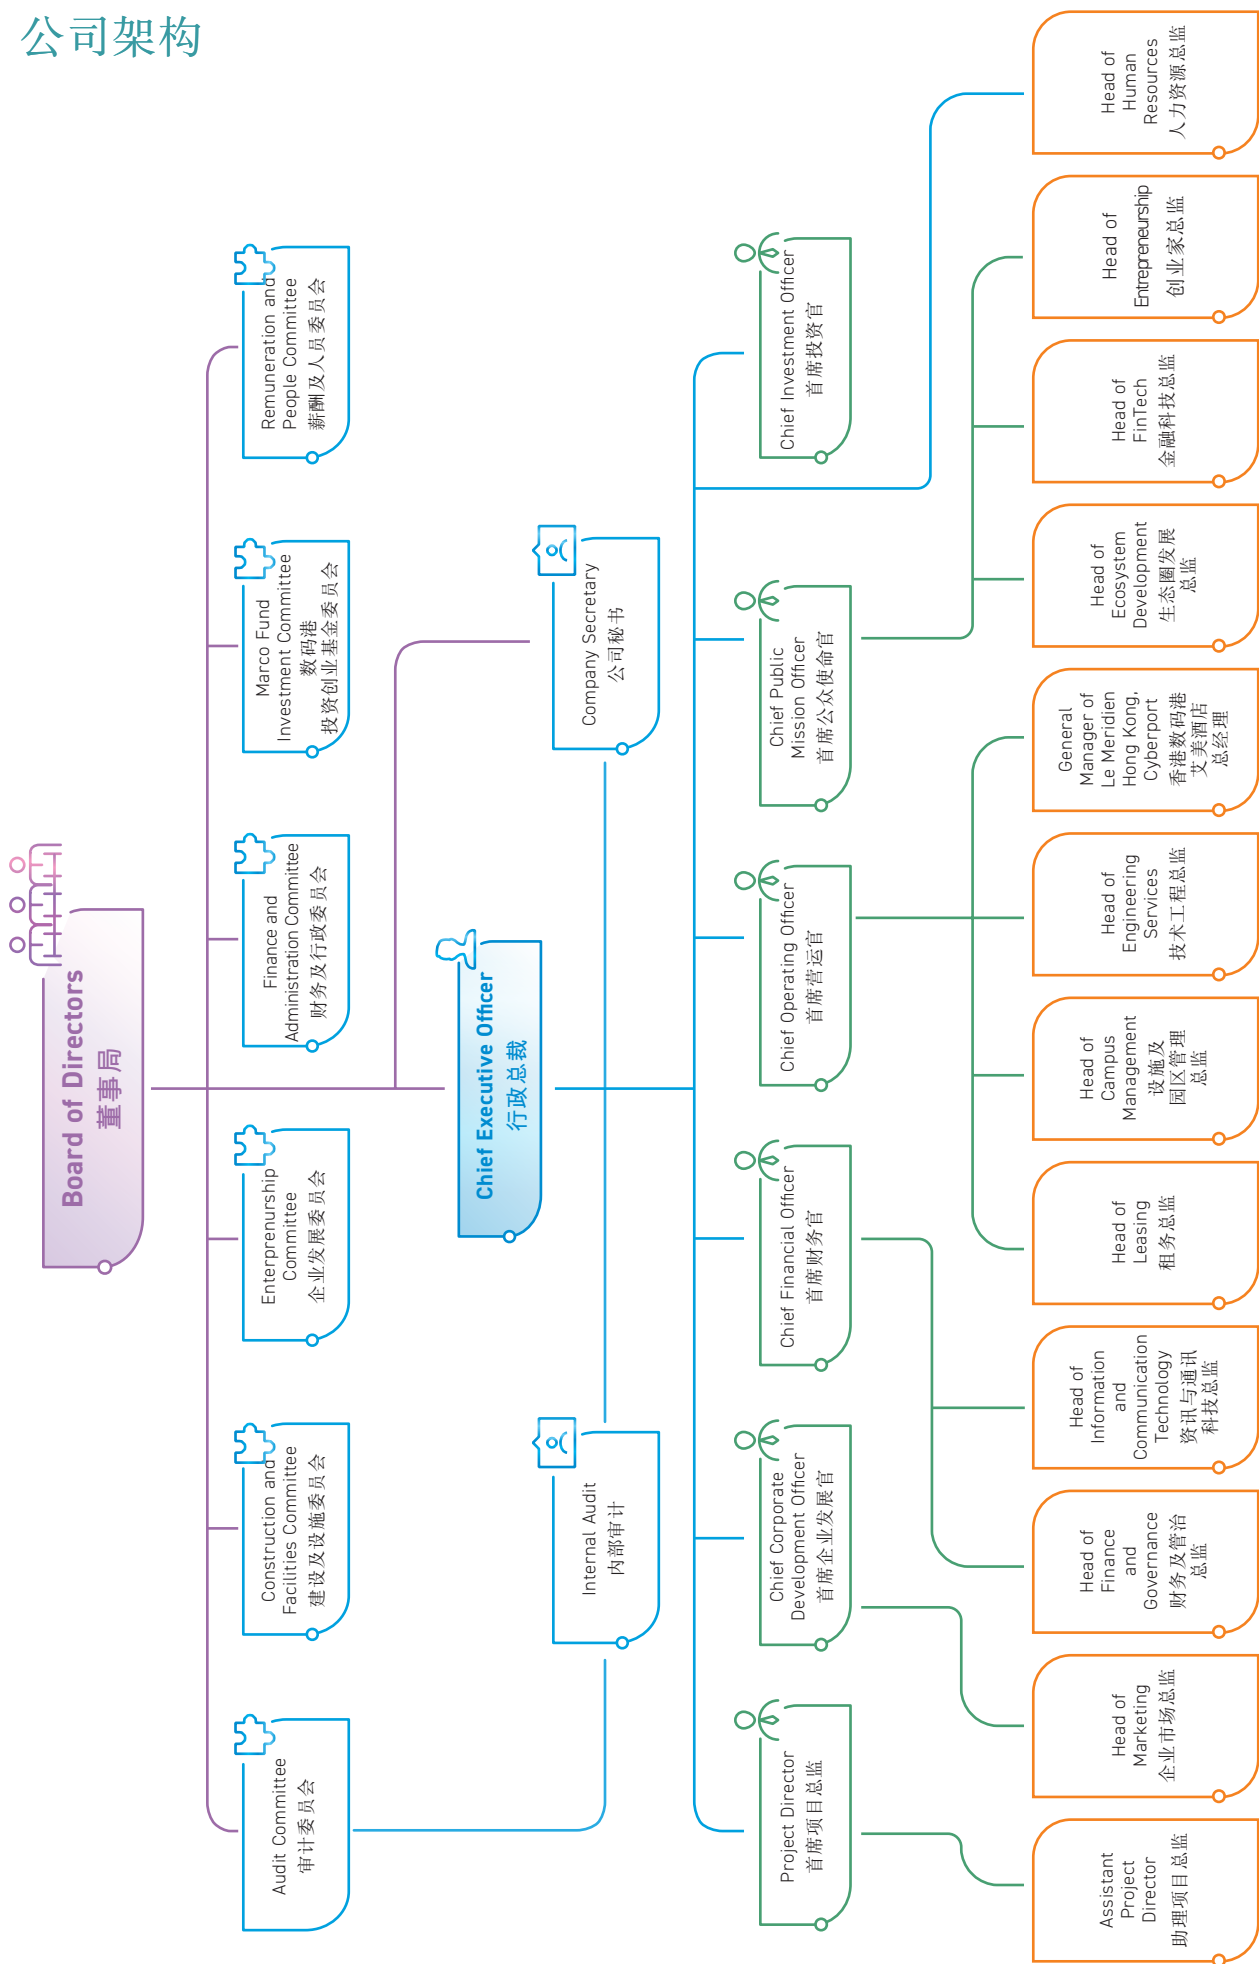 公司架构
Board of Directors
董事局
Audit Committee
审计委员会
Construction and
Facilities Committee
建设及设施委员会
Enterprenurship
Committee
企业发展委员会
Finance and
Administration Committee
财务及行政委员会
Marco Fund
Investment Committee
数码港
投资创业基金委员会
Remuneration and
People Committee
薪酬及人员委员会
Chief Executive Officer
行政总裁
Internal Audit
内部审计
Company Secretary
公司秘书
Project Director
首席项目总监
Chief Corporate
Development Officer
首席企业发展官
Chief Financial Officer
首席财务官
Chief Operating Officer
首席营运官
Chief Public
Mission Officer
首席公众使命官
Chief Investment Officer
首席投资官
Assistant
Project
Director
助理项目总监
Head of
Marketing
企业市场总监
Head of
Finance
and
Governance
财务及管治
总监
Head of
Information
and
Communication
Technology
资讯与通讯
科技总监
Head of
Leasing
租务总监
Head of
Campus
Management
设施及
园区管理
总监
Head of
Engineering
Services
技术工程总监
General
Manager of
Le Meridien
Hong Kong,
Cyberport
香港数码港
艾美酒店
总经理
Head of
Ecosystem
Development
生态圈发展
总监
Head of
FinTech
金融科技总监
Head of
Entrepreneurship
创业家总监
Head of
Human
Resources
人力资源总监